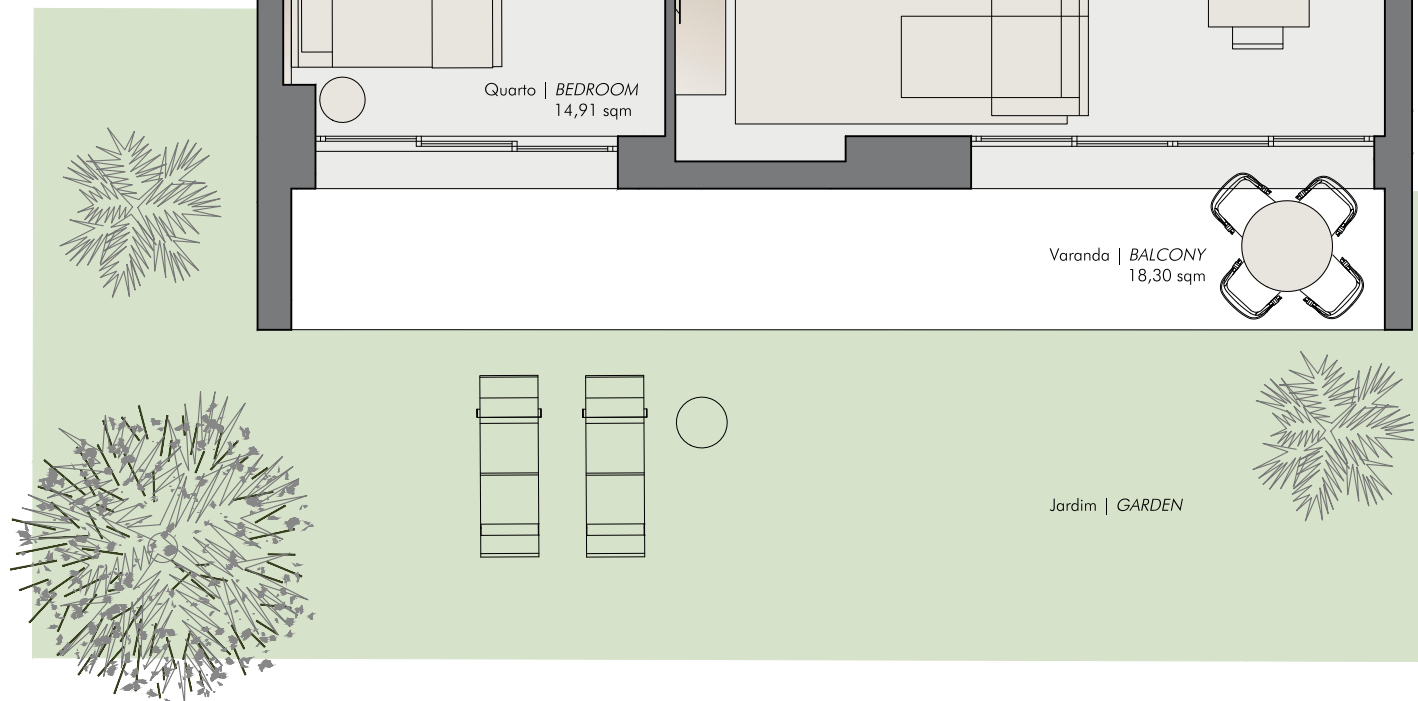 Quarto | BEDROOM
14,91 sqm
Varanda | BALCONY
18,30 sqm
Jardim | GARDEN